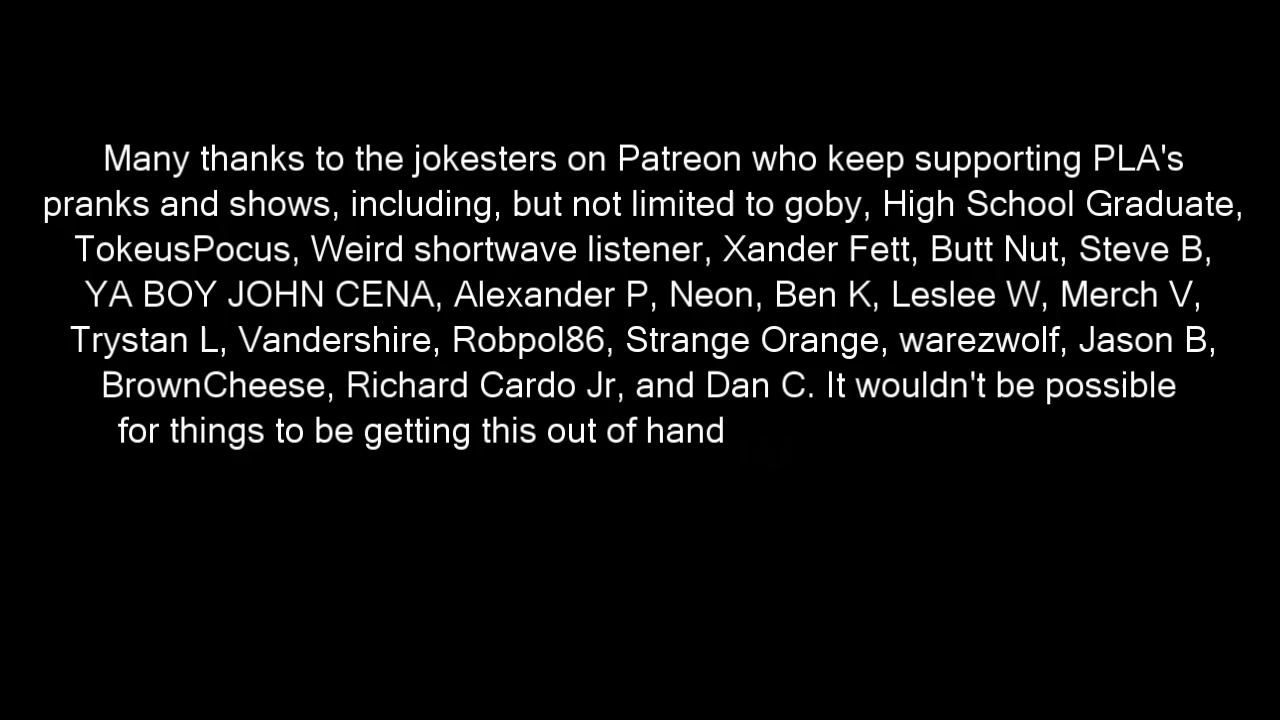 Many thanks to the jokesters on Patreon who keep supporting PLA's
pranks and shows, including, but not limited to goby, High School Graduate,
TokeusPocus, Weird shortwave listener, Xander Fett, Butt Nut, Steve B,
YA BOY JOHN CENA, Alexander P, Neon, Ben K, Leslee W, Merch V,
Trystan L, Vandershire, Robpol86, Strange Orange, warezwolf, Jason B,
BrownCheese, Richard Cardo Jr, and Dan C. It wouldn't be possible
for things to be getting this out of hand